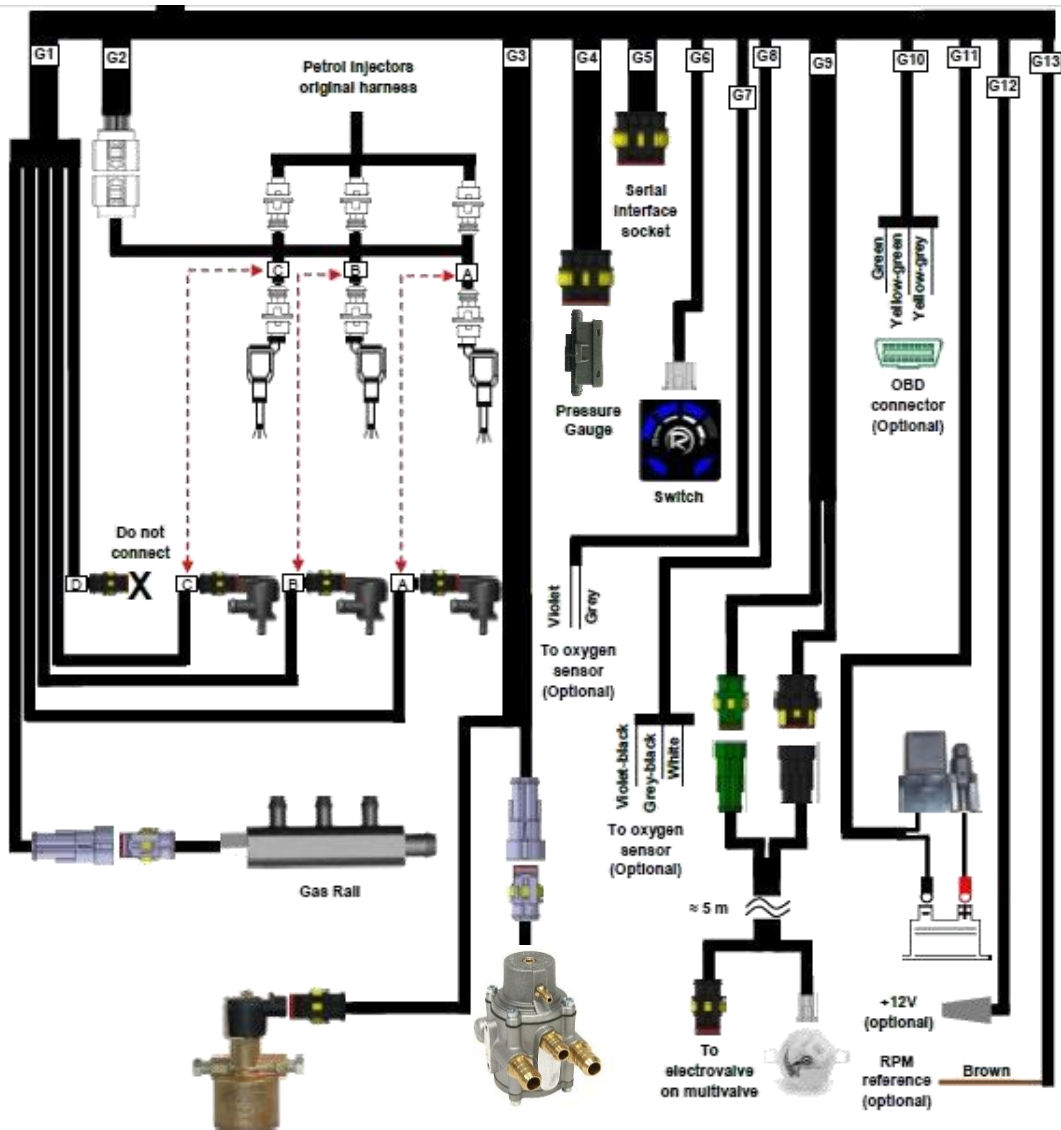 G1
G2
G3
G4
G5
G6
G7
G8
G9
G10
G11
G12
G13
Petrol Injectors
original harness
C
B
A
Serial
Interface
socket
Pressure
Gauge
R
Switch
Green
Yellow-green
Yellow-grey
OBD
connector
(Optional)
Do not
connect
D
X
C
B
A
Violet
Grey
To oxygen
sensor
(Optional)
Violet-black
Grey-black
White
To oxygen
sensor
(Optional)
Gas Rail
≈ 5 m
- +
To
electrovalve
on multivalve
+12V
(optional)
RPM
reference
(optional)
Brown